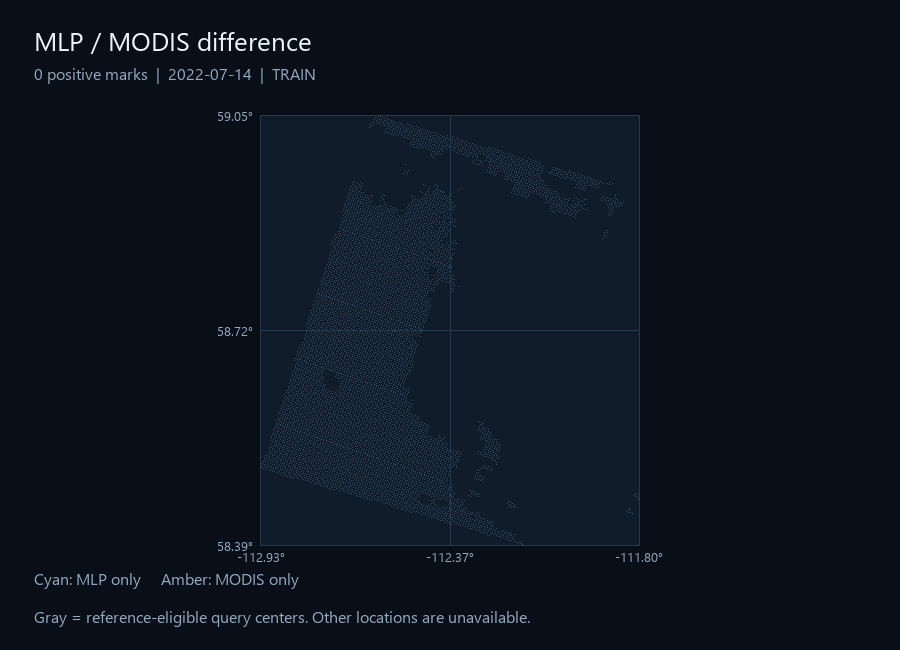 MLP / MODIS difference
0 positive marks | 2022-07-14 | TRAIN
59.05°
58.72°
58.39°
-112.93° -112.37° -111.80°
Cyan: MLP only Amber: MODIS only
Gray = reference-eligible query centers. Other locations are unavailable.